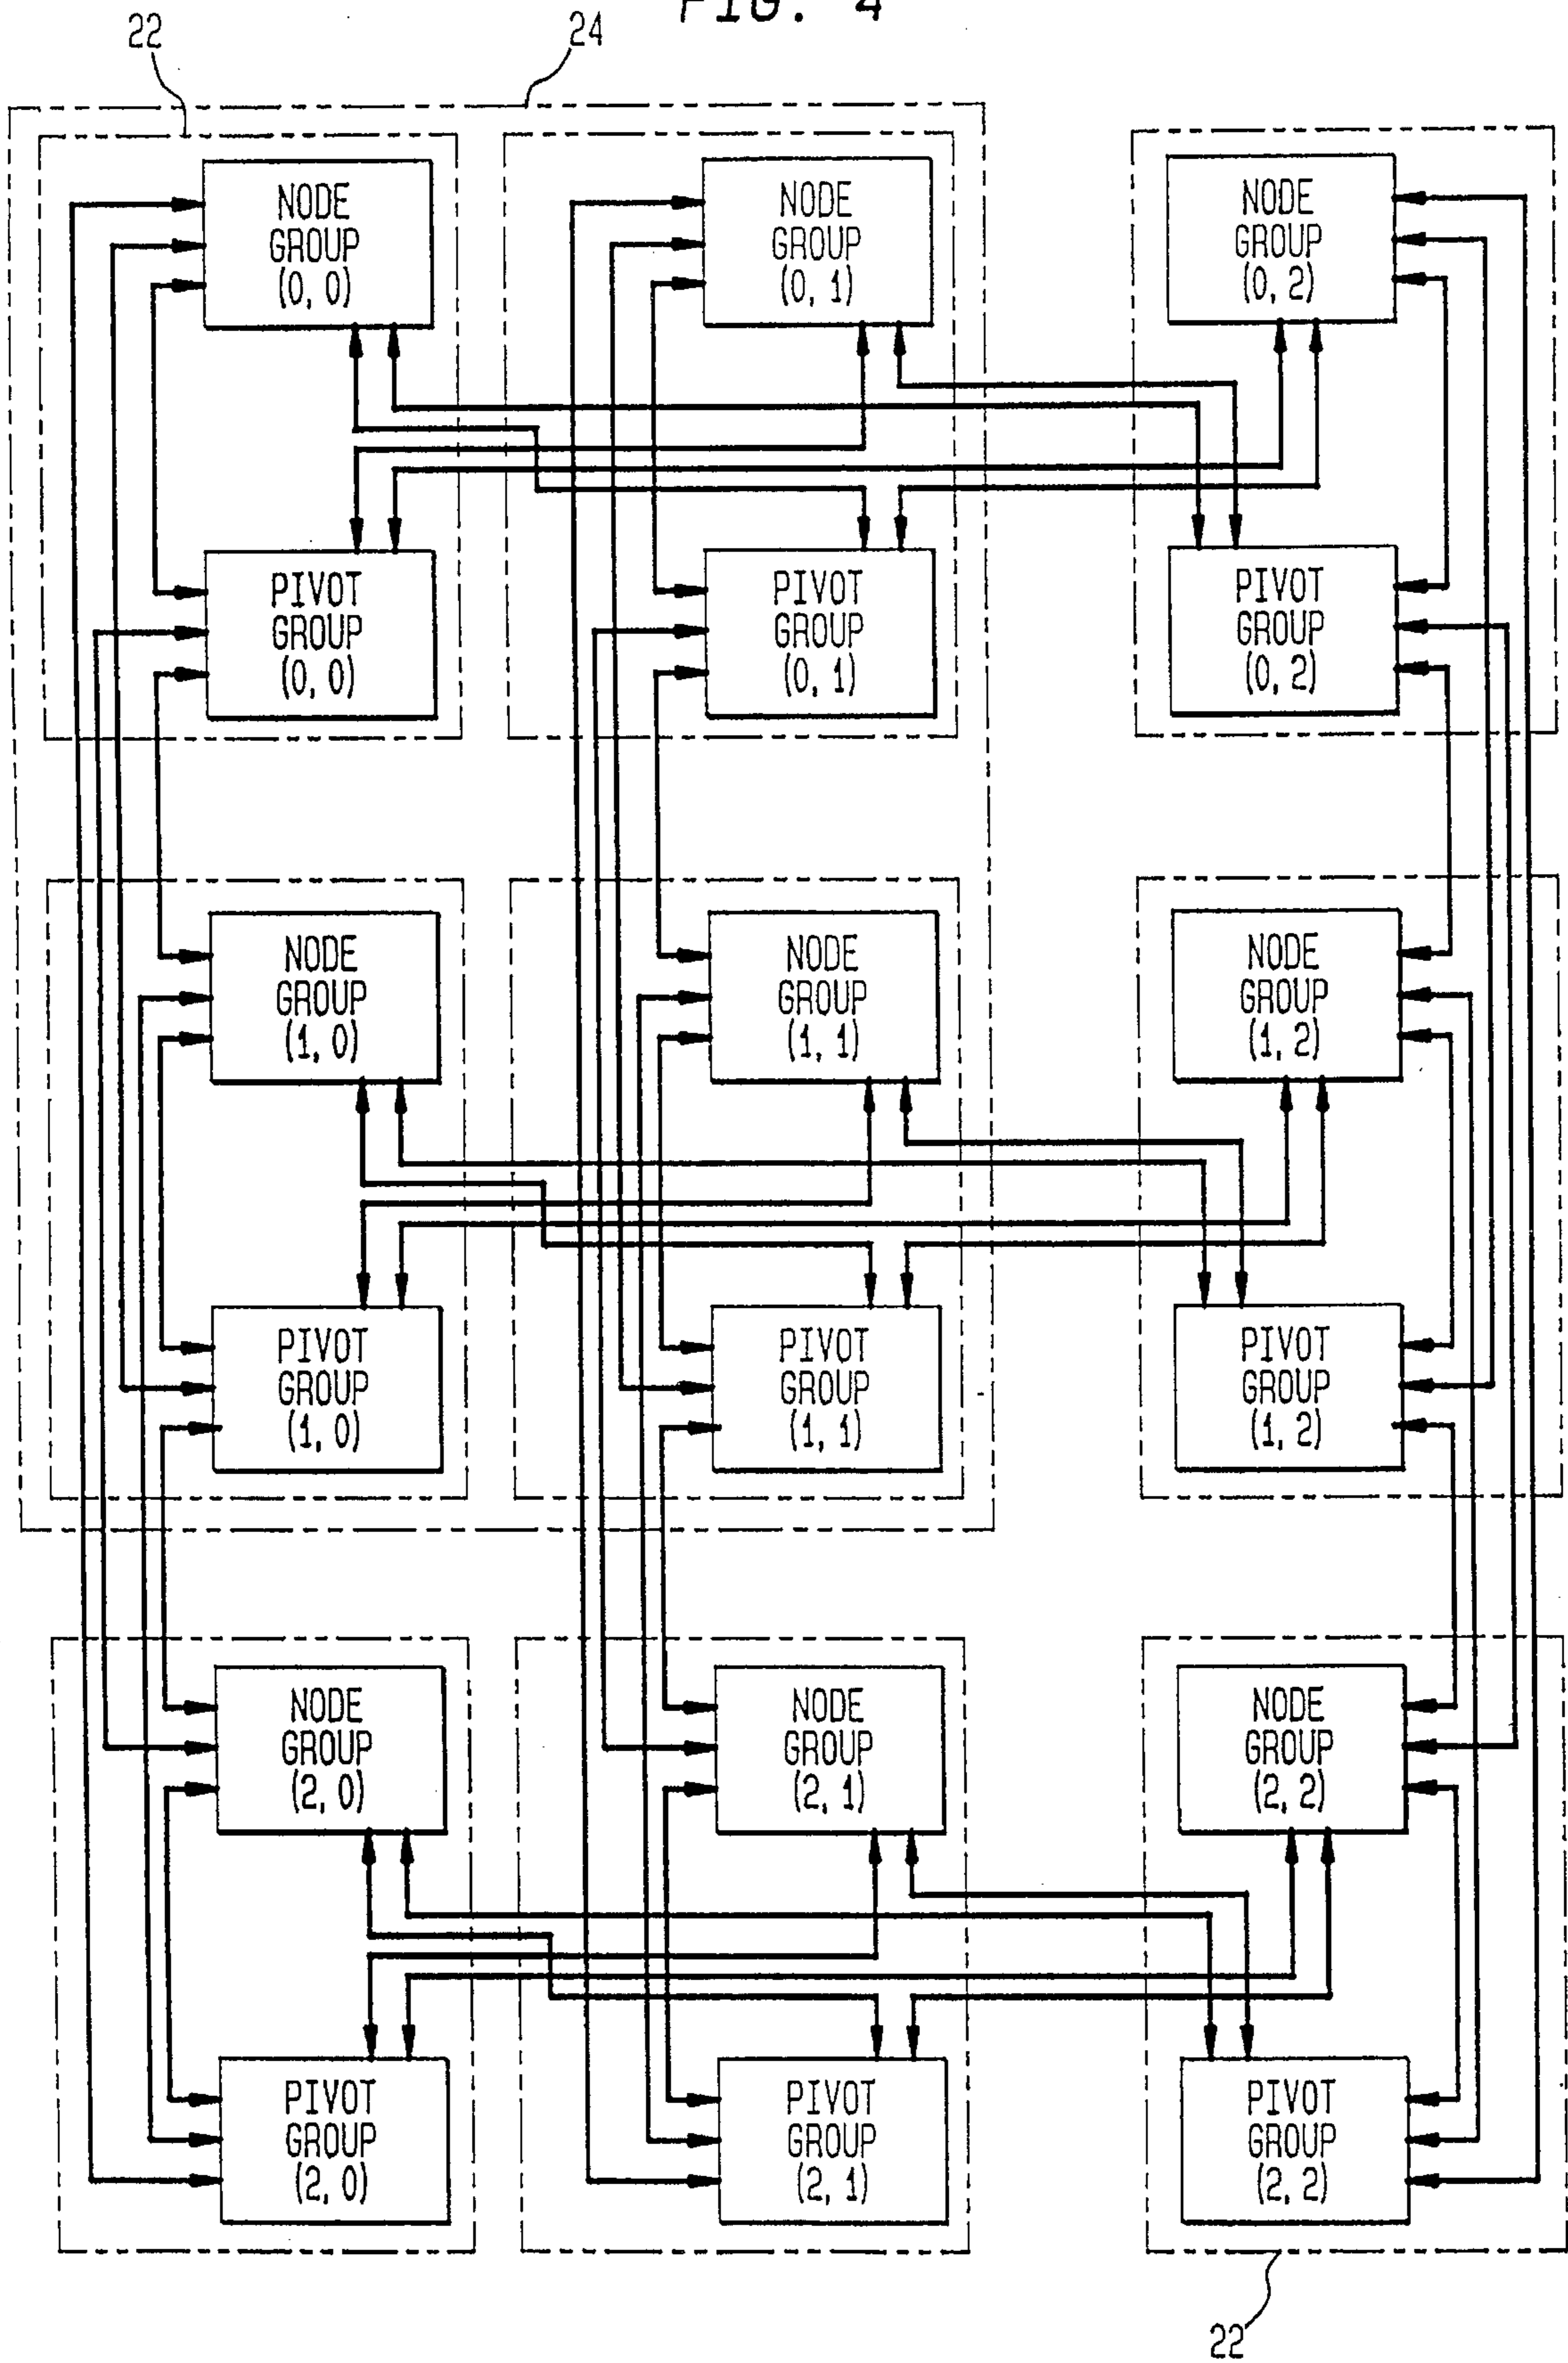 FIG. 4
22
24
NODE
GROUP
(0, 0)
NODE
GROUP
(0, 1)
NODE
GROUP
(0, 2)
PIVOT
GROUP
(0, 0)
PIVOT
GROUP
(0, 1)
PIVOT
GROUP
(0, 2)
NODE
GROUP
(1, 0)
NODE
GROUP
(1, 1)
NODE
GROUP
(1, 2)
PIVOT
GROUP
(1, 0)
PIVOT
GROUP
(1, 1)
PIVOT
GROUP
(1, 2)
NODE
GROUP
(2, 0)
NODE
GROUP
(2, 1)
NODE
GROUP
(2, 2)
PIVOT
GROUP
(2, 0)
PIVOT
GROUP
(2, 1)
PIVOT
GROUP
(2, 2)
22